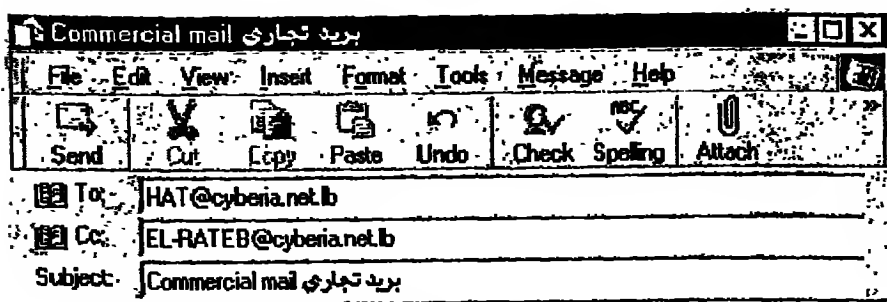 Commercial mail بريد تجاري
File Edit View Insert Format Tools Message Help
Send Cut Copy Paste Undo Check Spelling Attach
To: HAT@cyberia.net.lb
Cc: EL-RATEB@cyberia.net.lb
Subject: Commercial mail بريد تجاري